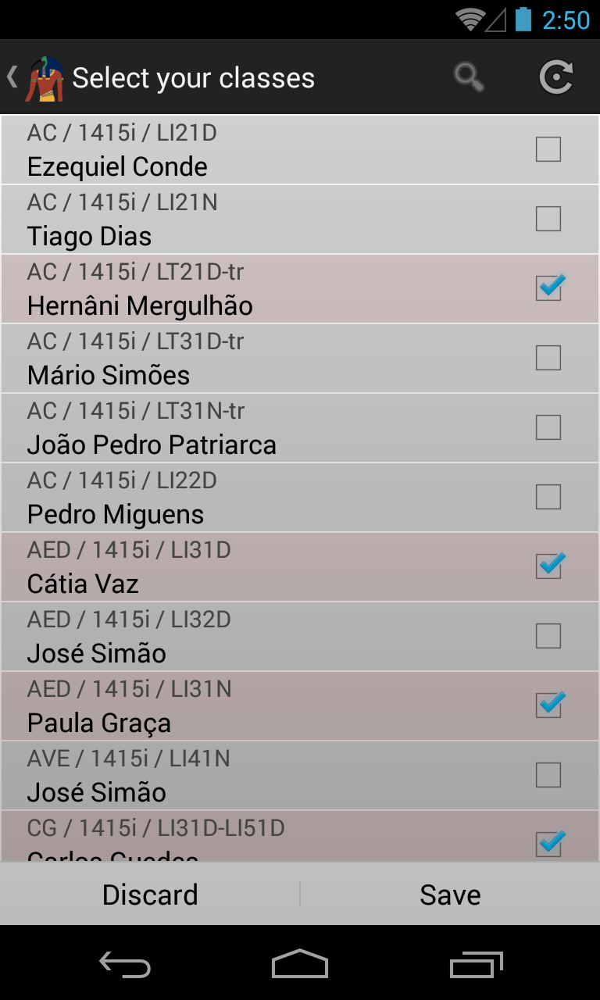 2:50
Select your classes
AC / 1415i / LI21D
Ezequiel Conde
AC / 1415i / LI21N
Tiago Dias
AC / 1415i / LT21D-tr
Hernâni Mergulhão
AC / 1415i / LT31D-tr
Mário Simões
AC / 1415i / LT31N-tr
João Pedro Patriarca
AC / 1415i / LI22D
Pedro Miguens
AED / 1415i / LI31D
Cátia Vaz
AED / 1415i / LI32D
José Simão
AED / 1415i / LI31N
Paula Graça
AVE / 1415i / LI41N
José Simão
CG / 1415i / LI31D-LI51D
Carlos Guedes
Discard
Save